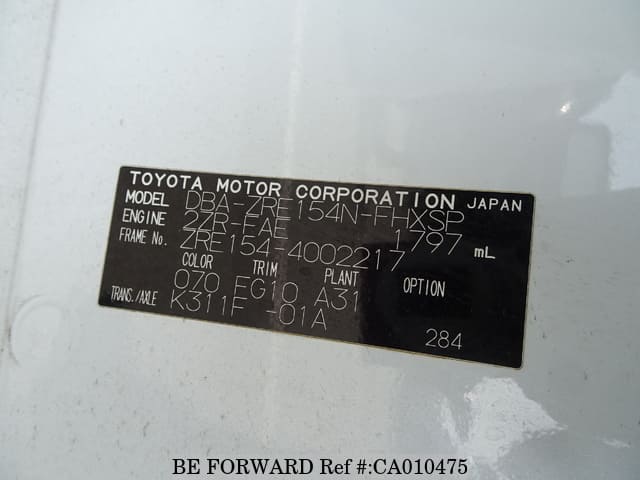 TOYOTA MOTOR CORPORATION JAPAN
MODEL DBA-ZRE154N-FHXSP
ENGINE 2ZR-FAE 1797 mL
FRAME No. ZRE154-4002217
COLOR TRIM PLANT OPTION
070 FG10 A31
TRANS./AXLE K311F -01A
284
BE FORWARD Ref #:CA010475